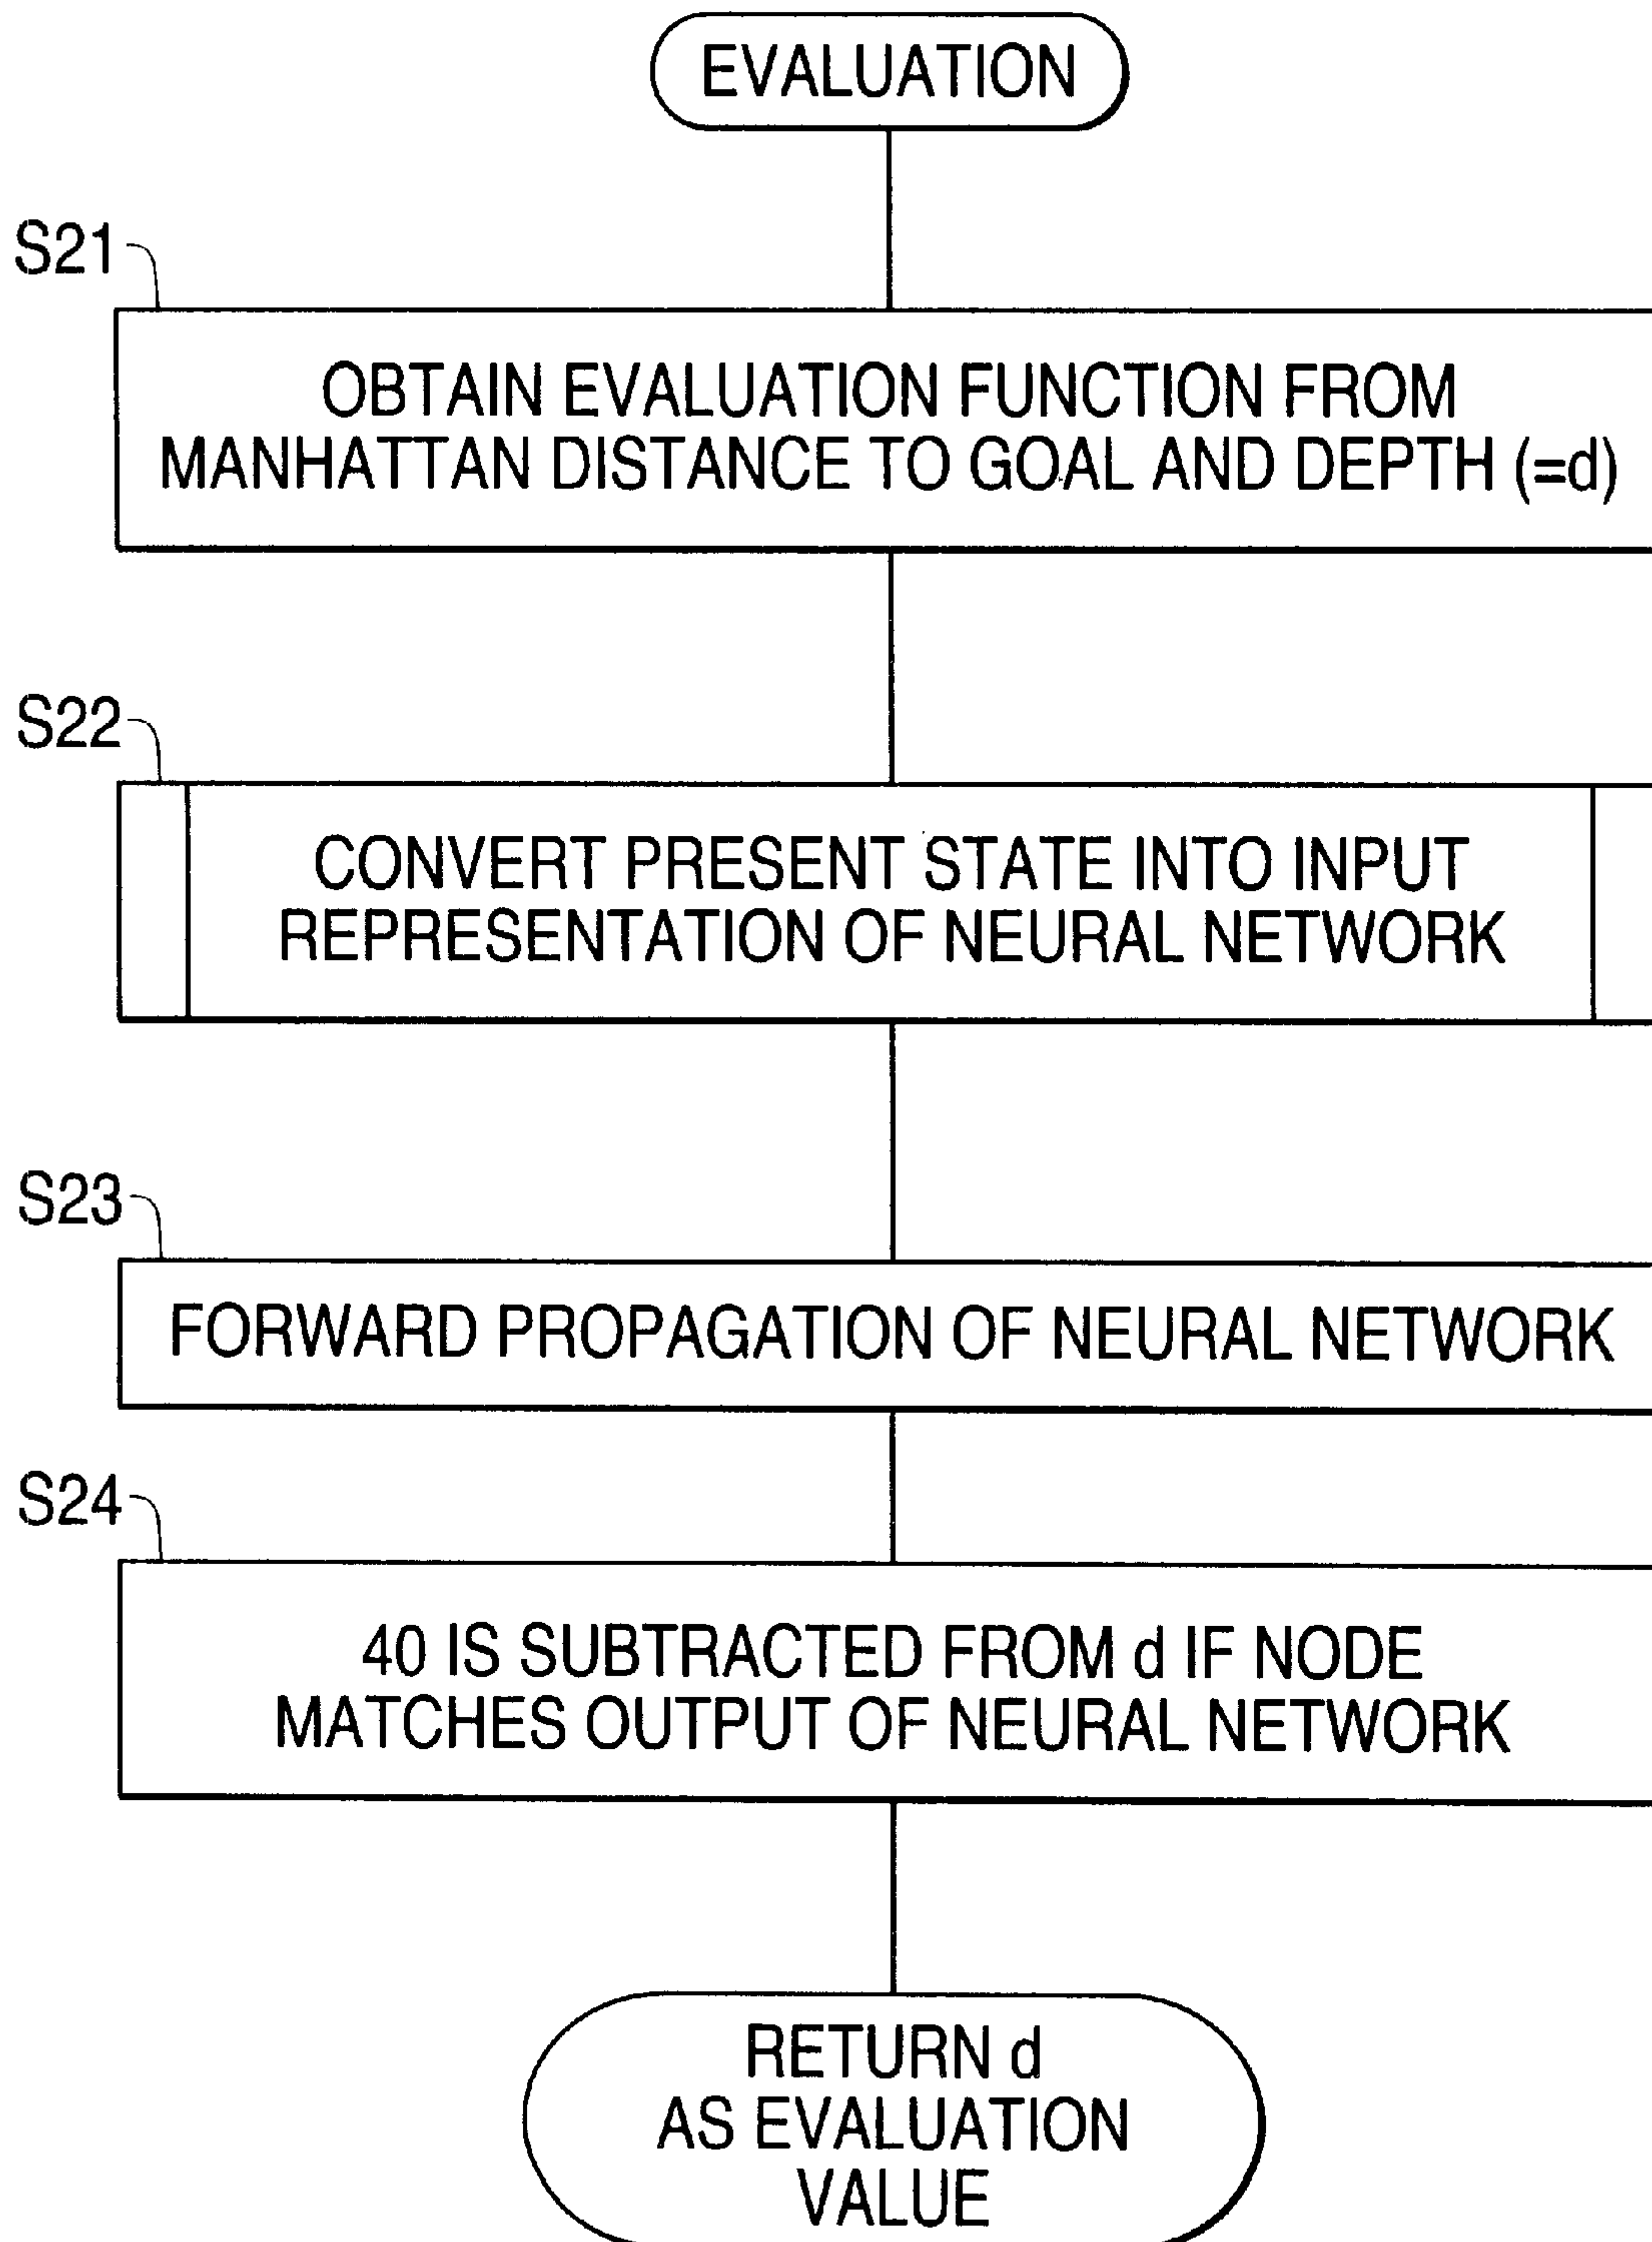 EVALUATION
S21
OBTAIN EVALUATION FUNCTION FROM
MANHATTAN DISTANCE TO GOAL AND DEPTH (=d)
S22
CONVERT PRESENT STATE INTO INPUT
REPRESENTATION OF NEURAL NETWORK
S23
FORWARD PROPAGATION OF NEURAL NETWORK
S24
40 IS SUBTRACTED FROM d IF NODE
MATCHES OUTPUT OF NEURAL NETWORK
RETURN d
AS EVALUATION
VALUE